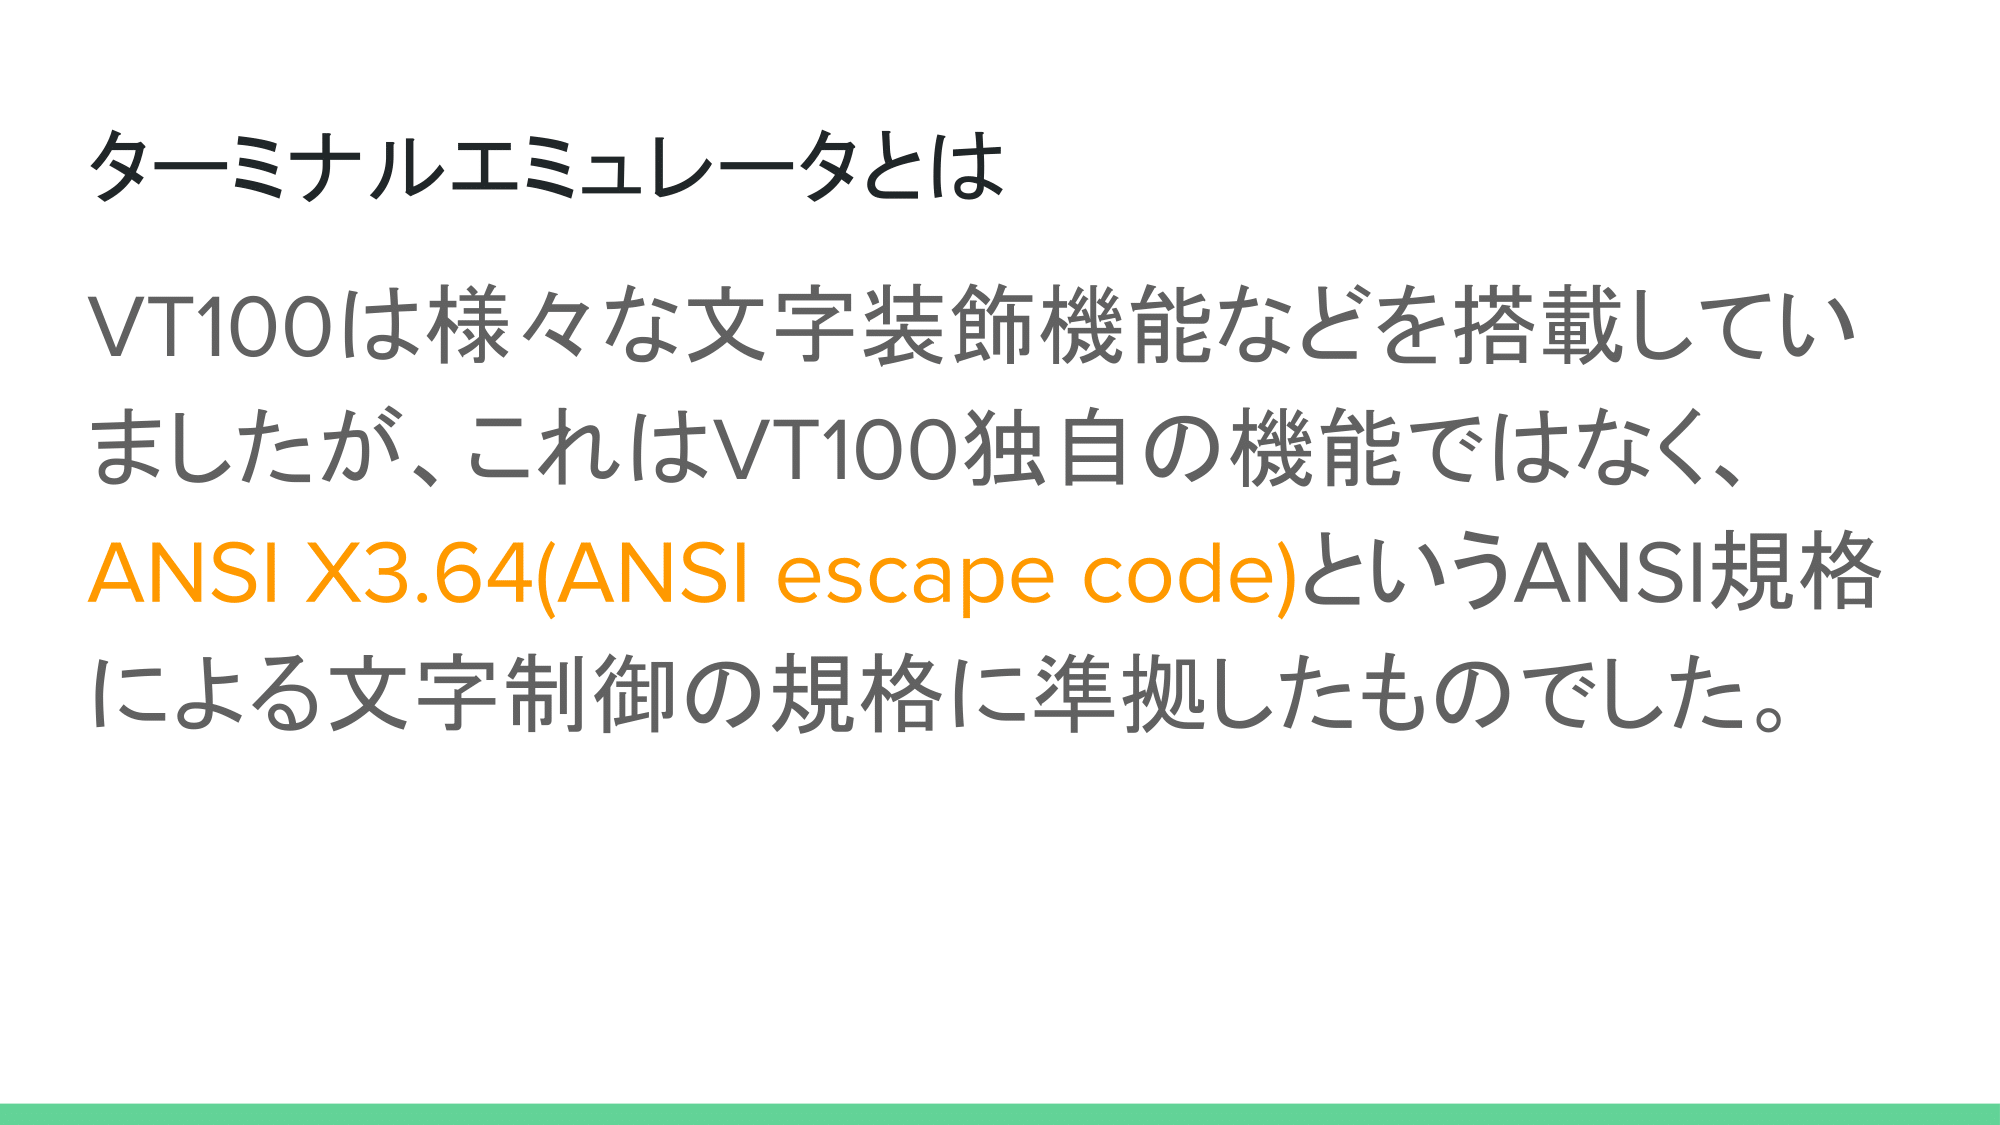 ターミナルエミュレータとは
VT100は様々な文字装飾機能などを搭載してい
ましたが、これはVT100独自の機能ではなく、
ANSI X3.64(ANSI escape code)というANSI規格
による文字制御の規格に準拠したものでした。